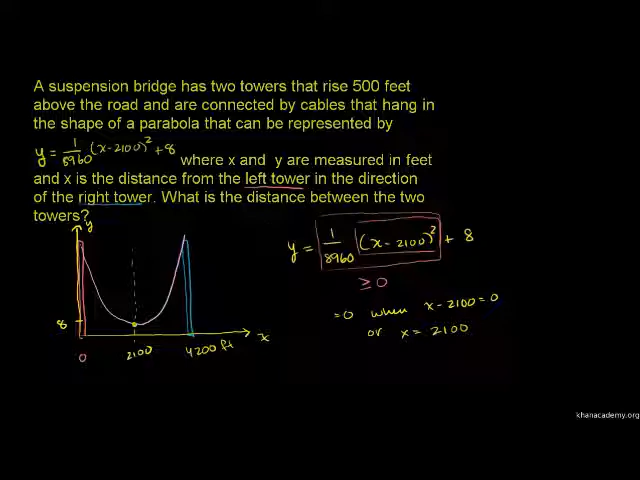 A suspension bridge has two towers that rise 500 feet
above the road and are connected by cables that hang in
the shape of a parabola that can be represented by
y = 1/8960 (x-2100)² + 8 where x and y are measured in feet
and x is the distance from the left tower in the direction
of the right tower. What is the distance between the two
towers?
y
8
0
2100
4200 ft
x
y = 1/8960 (x - 2100)² + 8
≥ 0
=0 when x - 2100 = 0
or x = 2100
khanacademy.org